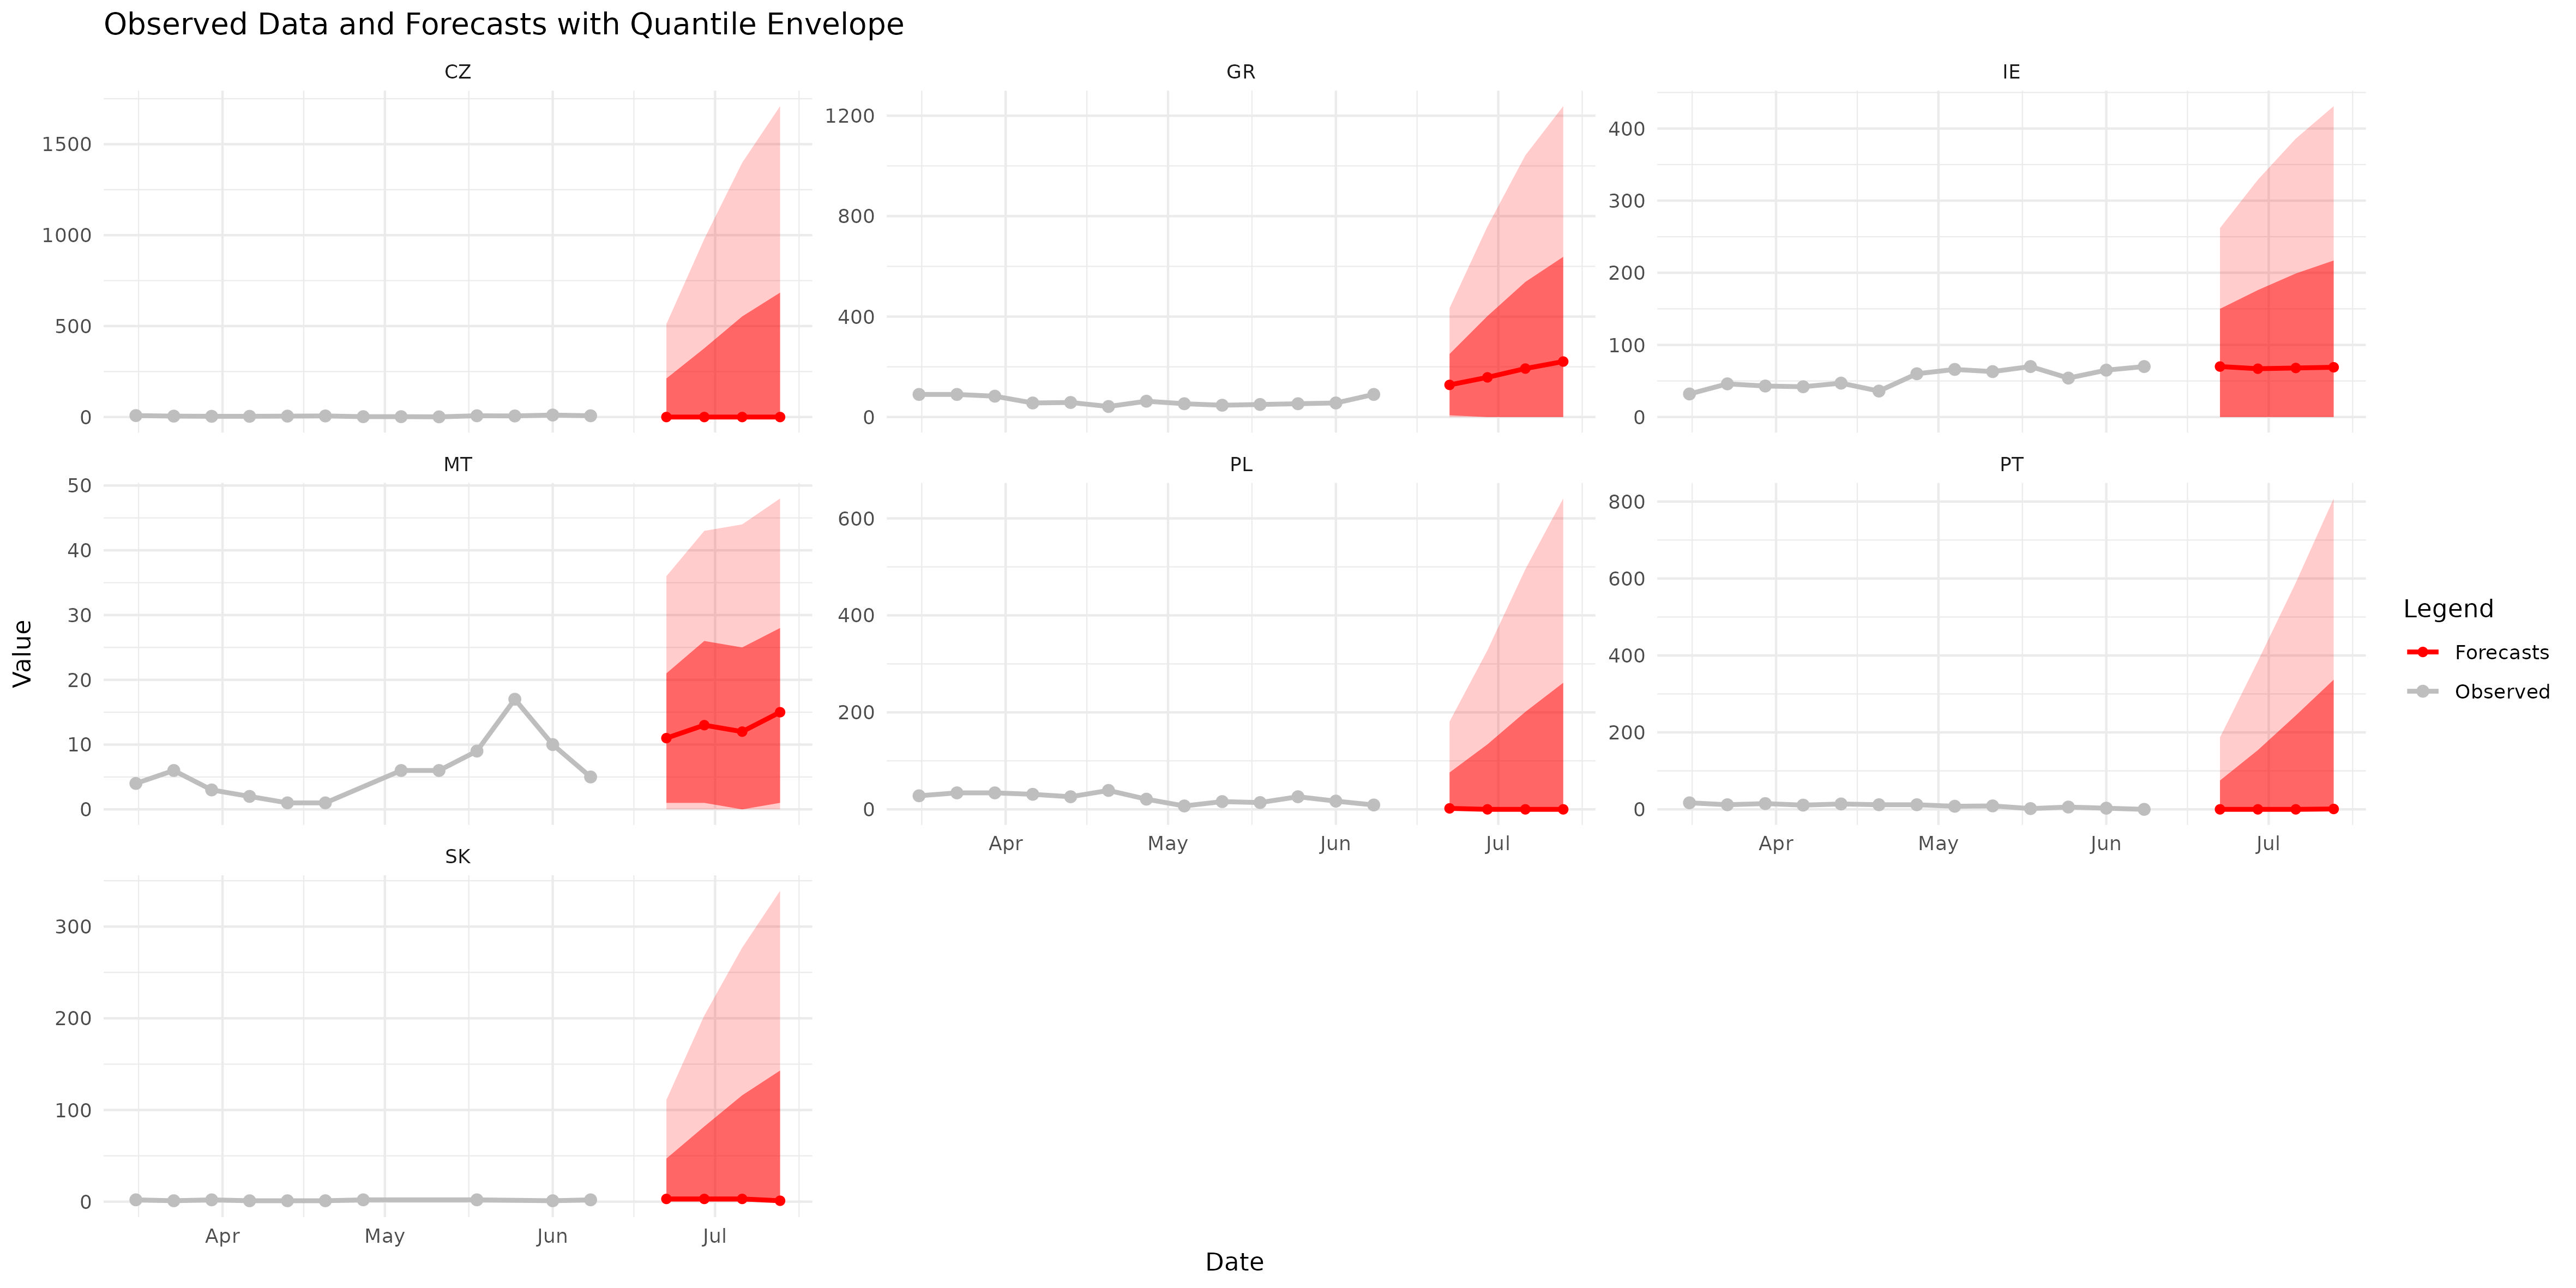 Observed Data and Forecasts with Quantile Envelope
CZ
GR
IE
1500
1000
500
0
1200
800
400
0
400
300
200
100
0
MT
PL
PT
50
40
30
20
10
0
600
400
200
0
800
600
400
200
0
Apr May Jun Jul
Apr May Jun Jul
SK
300
200
100
0
Apr May Jun Jul
Value
Date
Legend
Forecasts
Observed